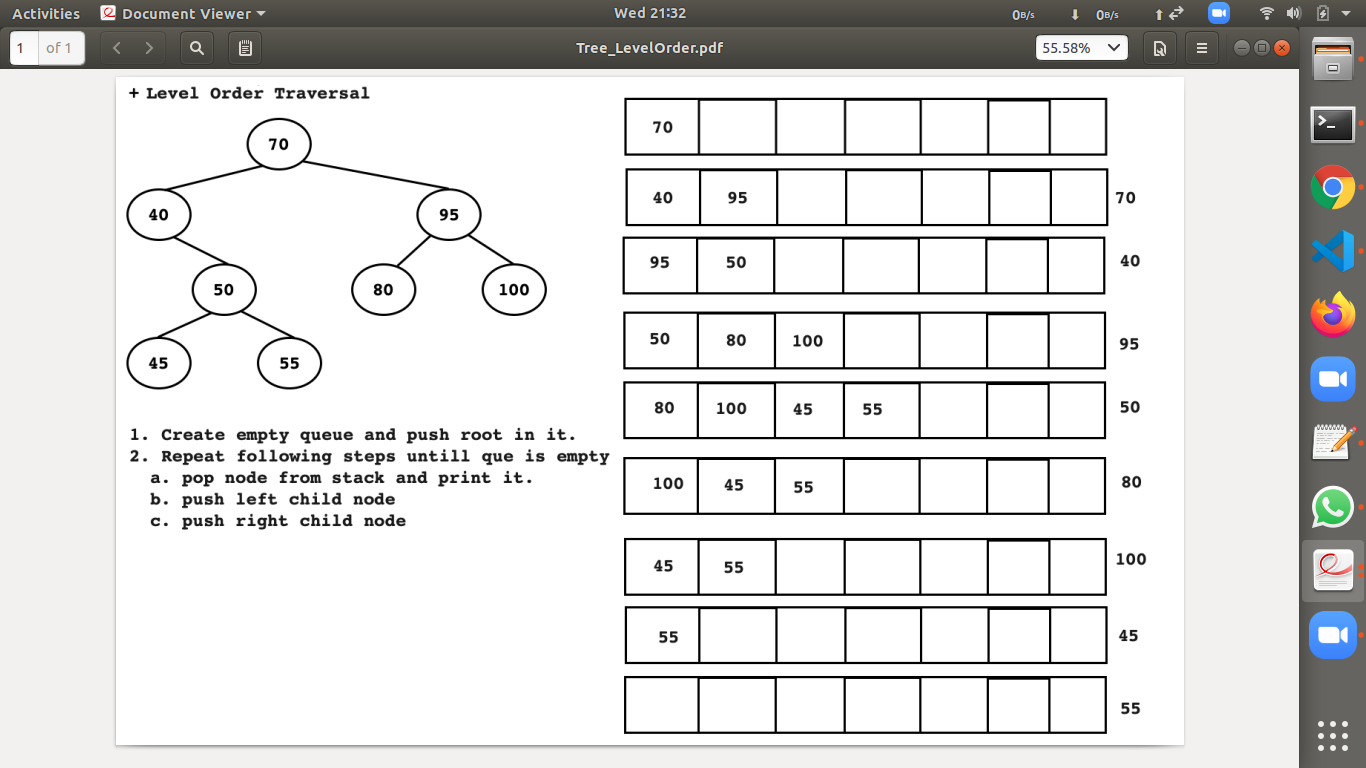 Activities Document Viewer Wed 21:32 0B/s 0B/s
1 of 1 Tree_LevelOrder.pdf 55.58%
+ Level Order Traversal
70
40 95
50 80 100
45 55
1. Create empty queue and push root in it.
2. Repeat following steps untill que is empty
a. pop node from stack and print it.
b. push left child node
c. push right child node
70
40 95 70
95 50 40
50 80 100 95
80 100 45 55 50
100 45 55 80
45 55 100
55 45
55